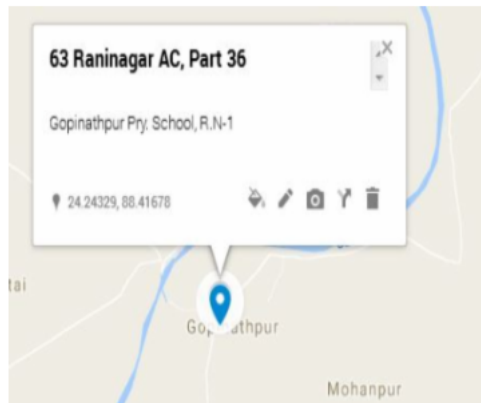 63 Raninagar AC, Part 36
Gopinathpur Pry. School, R.N-1
24.24329, 88.41678
tai
Gopinathpur
Mohanpur